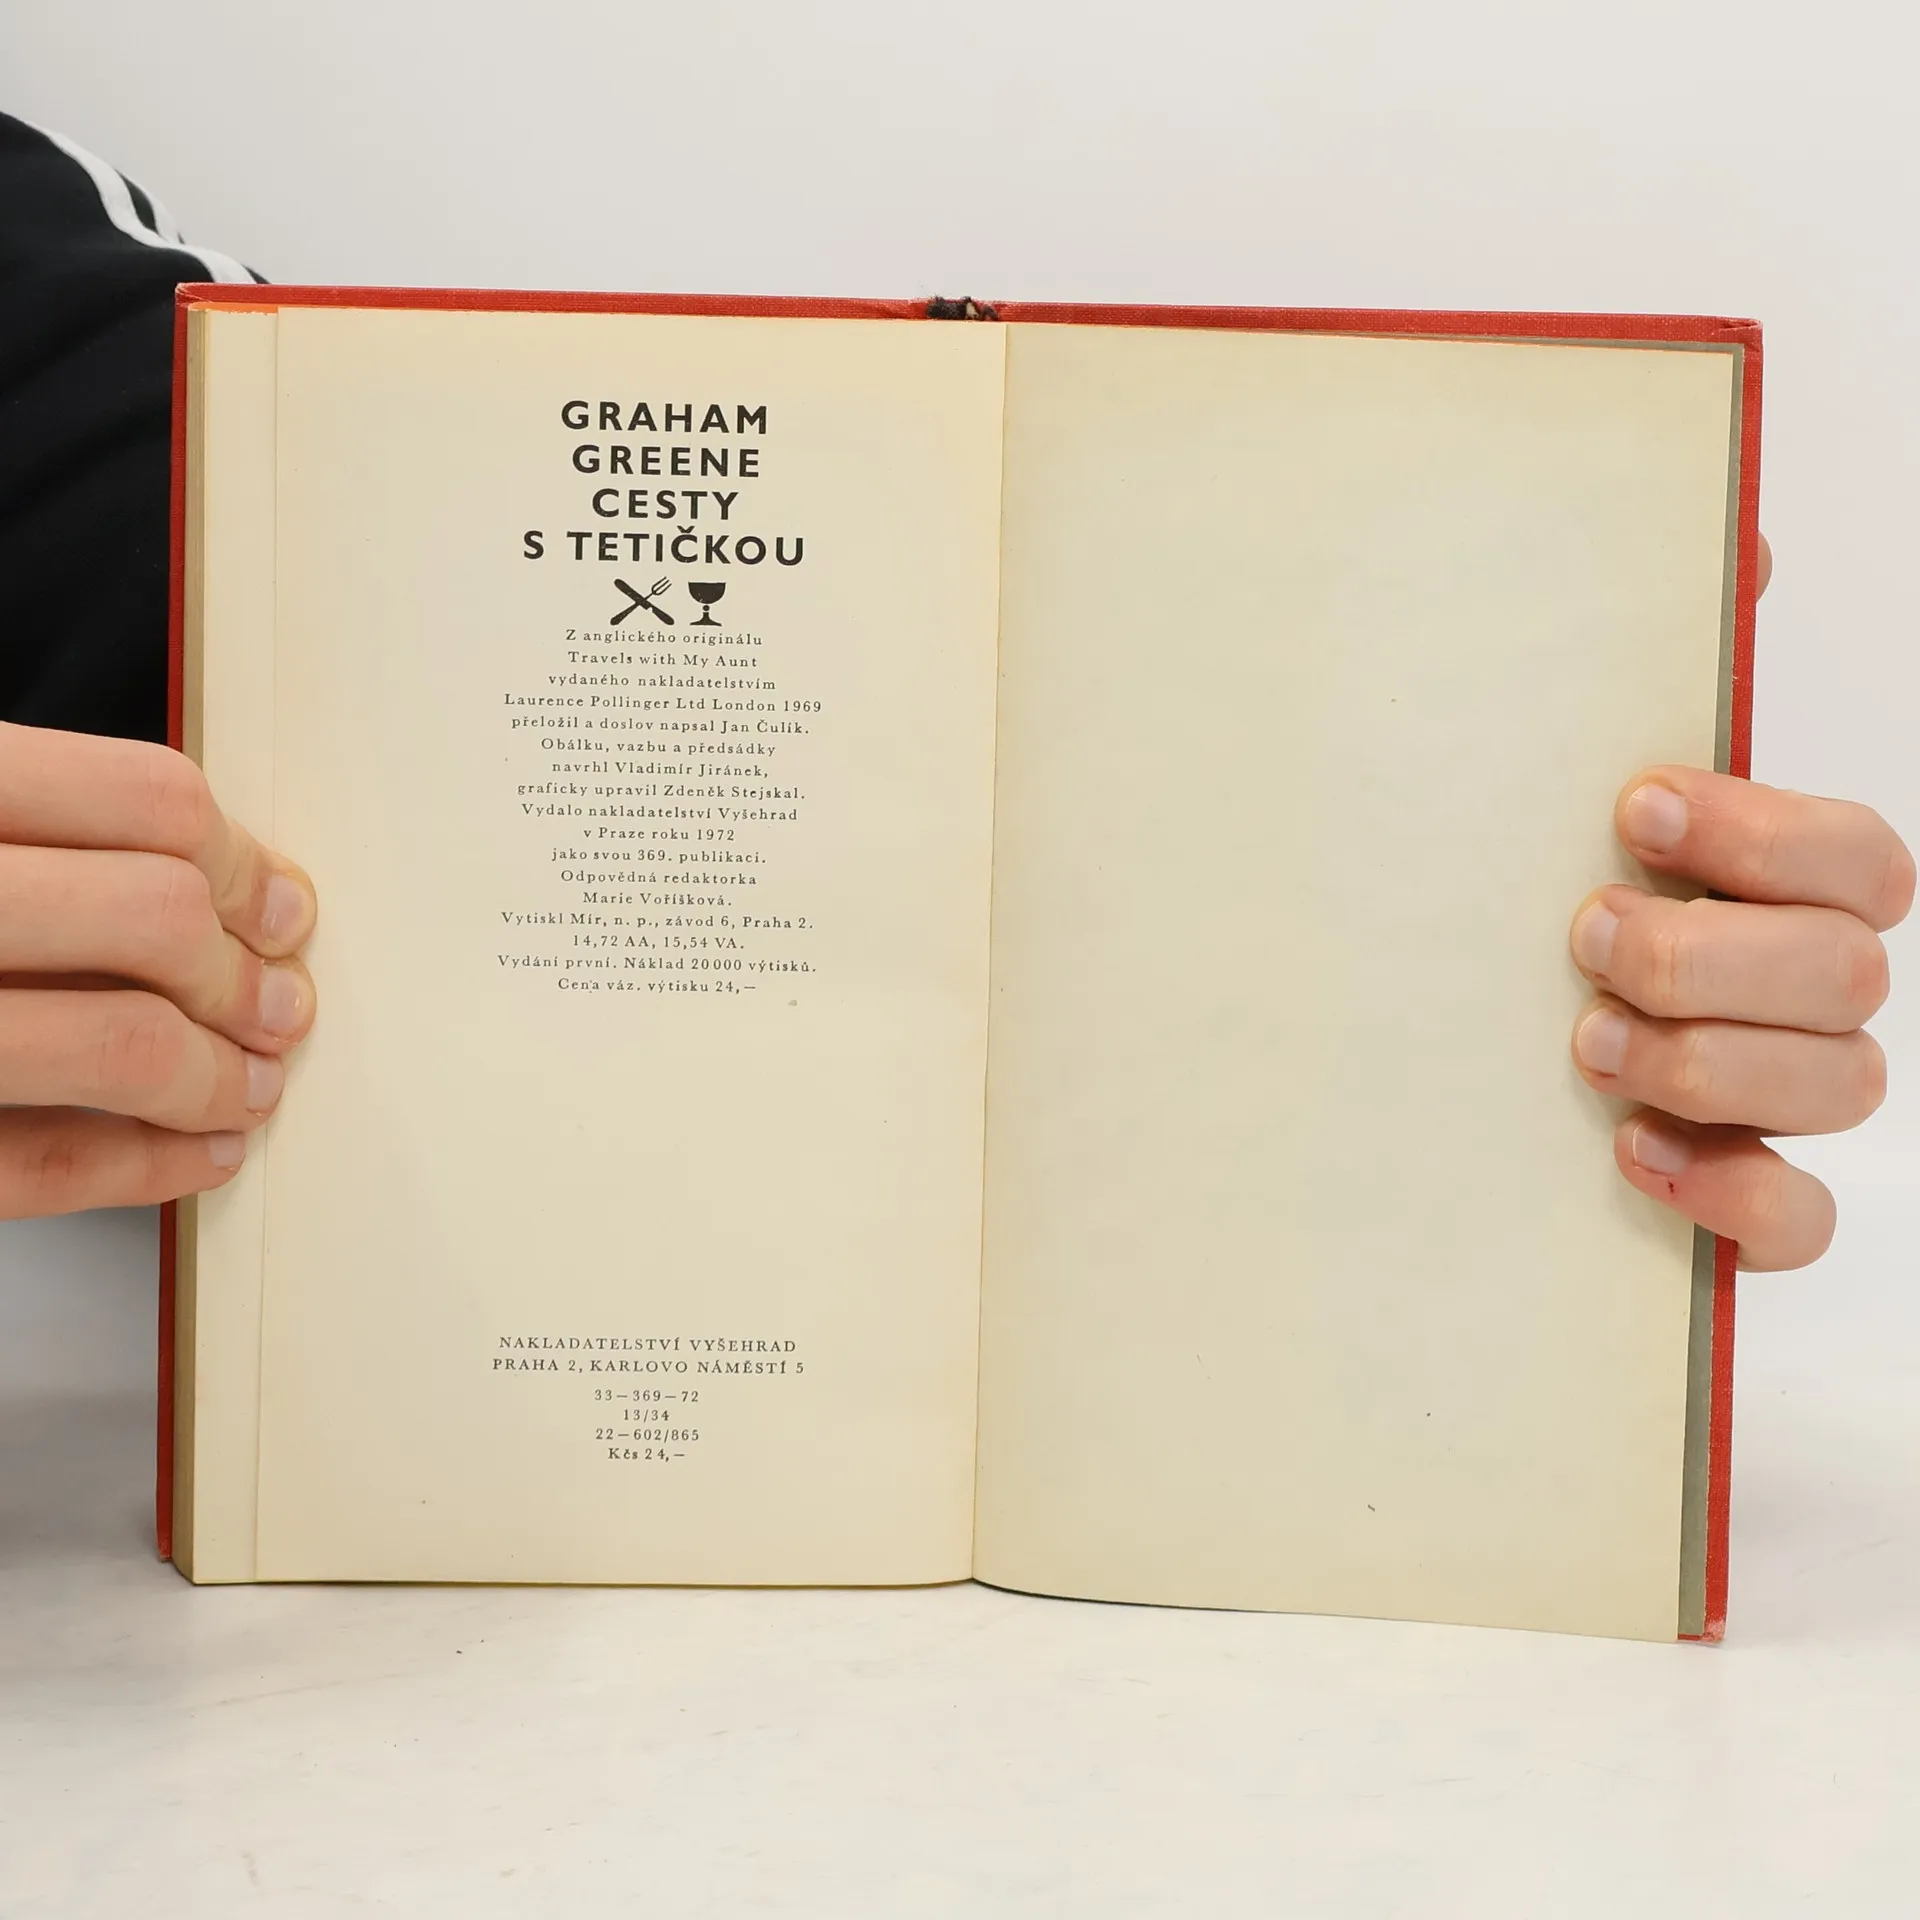 GRAHAM
GREENE
CESTY
S TETIČKOU
Z anglického originálu
Travels with My Aunt
vydaného nakladatelstvím
Laurence Pollinger Ltd London 1969
přeložil a doslov napsal Jan Čulík.
Obálku, vazbu a předsádky
navrhl Vladimír Jiránek,
graficky upravil Zdeněk Stejskal.
Vydalo nakladatelství Vyšehrad
v Praze roku 1972
jako svou 369. publikaci.
Odpovědná redaktorka
Marie Voříšková.
Vytiskl Mír, n. p., závod 6, Praha 2.
14,72 AA, 15,54 VA.
Vydání první. Náklad 20000 výtisků.
Cena váz. výtisku 24,—
NAKLADATELSTVÍ VYŠEHRAD
PRAHA 2, KARLOVO NÁMĚSTÍ 5
33—369—72
13/34
22—602/865
Kčs 24,—